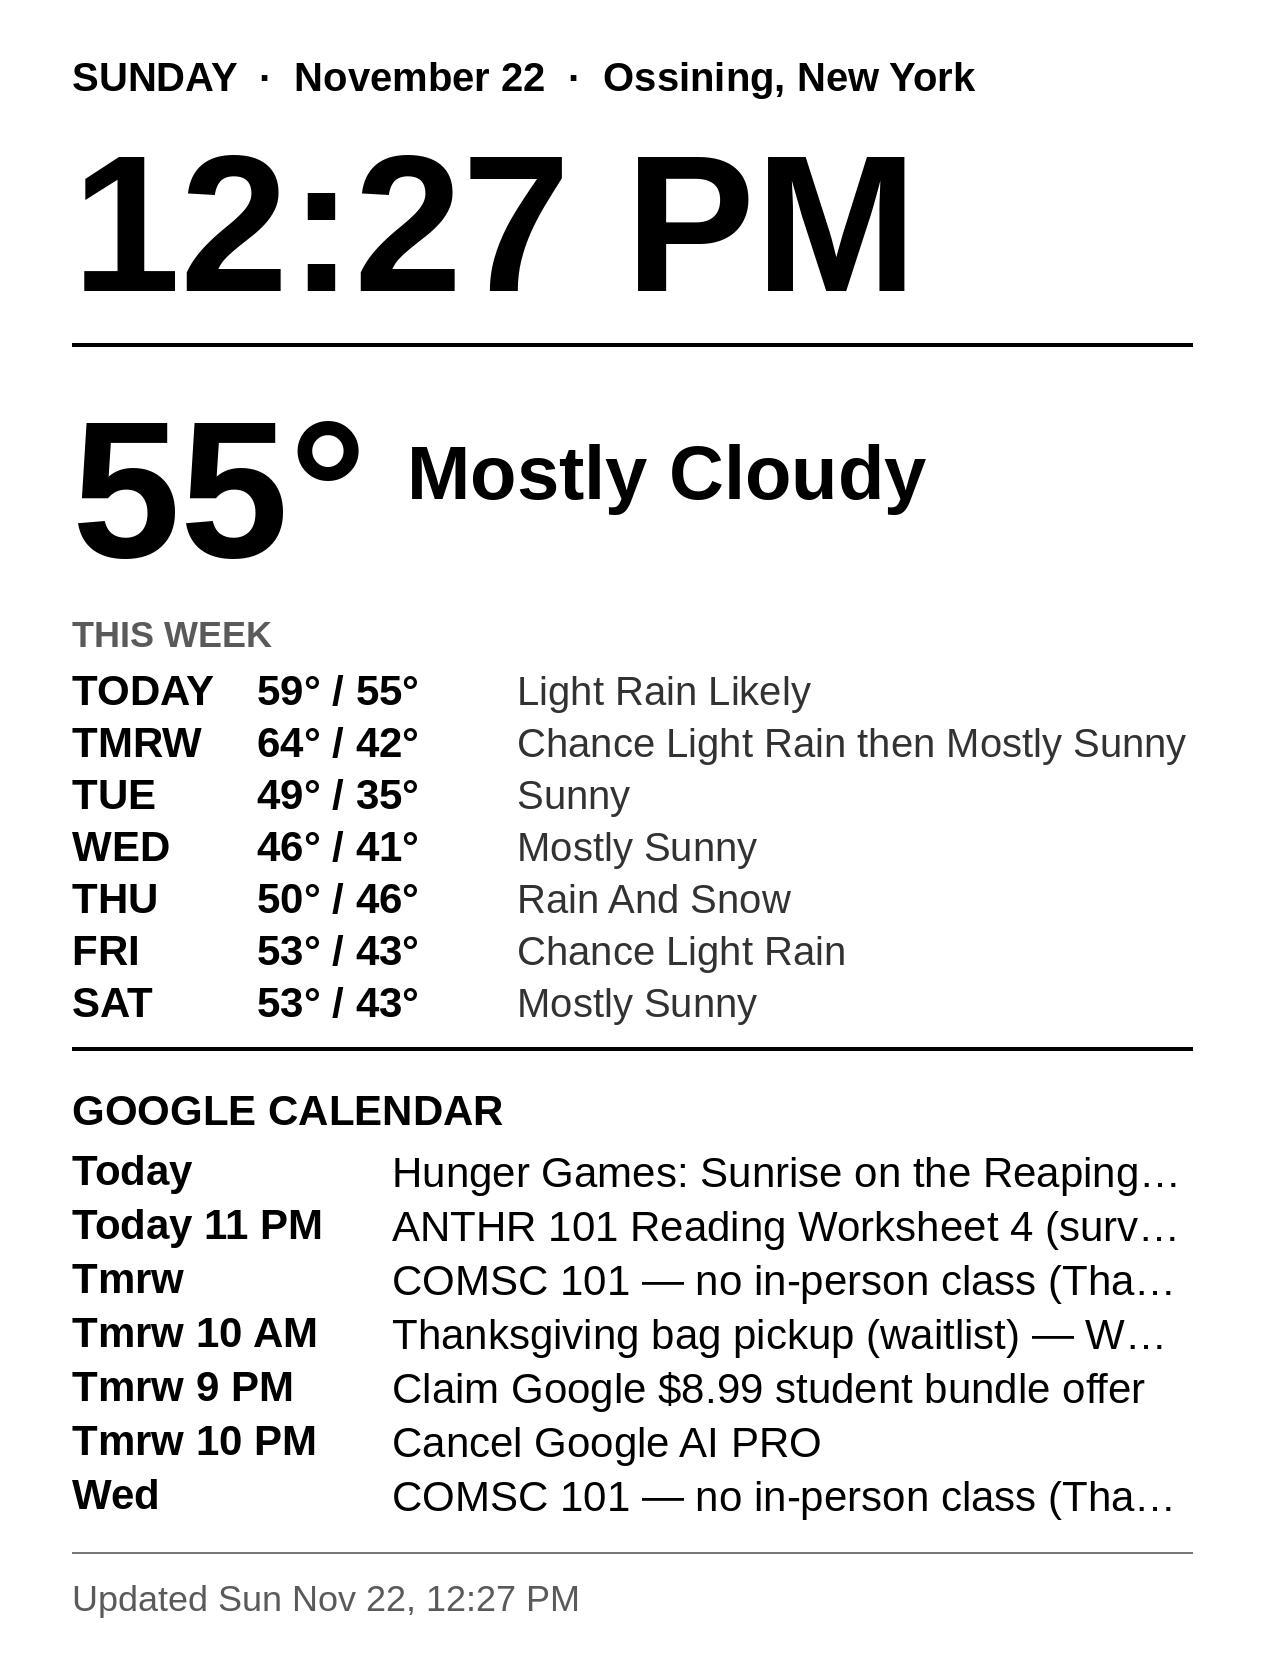 SUNDAY · November 22 · Ossining, New York
12:27 PM
55° Mostly Cloudy
THIS WEEK
TODAY 59° / 55° Light Rain Likely
TMRW 64° / 42° Chance Light Rain then Mostly Sunny
TUE 49° / 35° Sunny
WED 46° / 41° Mostly Sunny
THU 50° / 46° Rain And Snow
FRI 53° / 43° Chance Light Rain
SAT 53° / 43° Mostly Sunny
GOOGLE CALENDAR
Today Hunger Games: Sunrise on the Reaping…
Today 11 PM ANTHR 101 Reading Worksheet 4 (surv…
Tmrw COMSC 101 — no in-person class (Tha…
Tmrw 10 AM Thanksgiving bag pickup (waitlist) — W…
Tmrw 9 PM Claim Google $8.99 student bundle offer
Tmrw 10 PM Cancel Google AI PRO
Wed COMSC 101 — no in-person class (Tha…
Updated Sun Nov 22, 12:27 PM